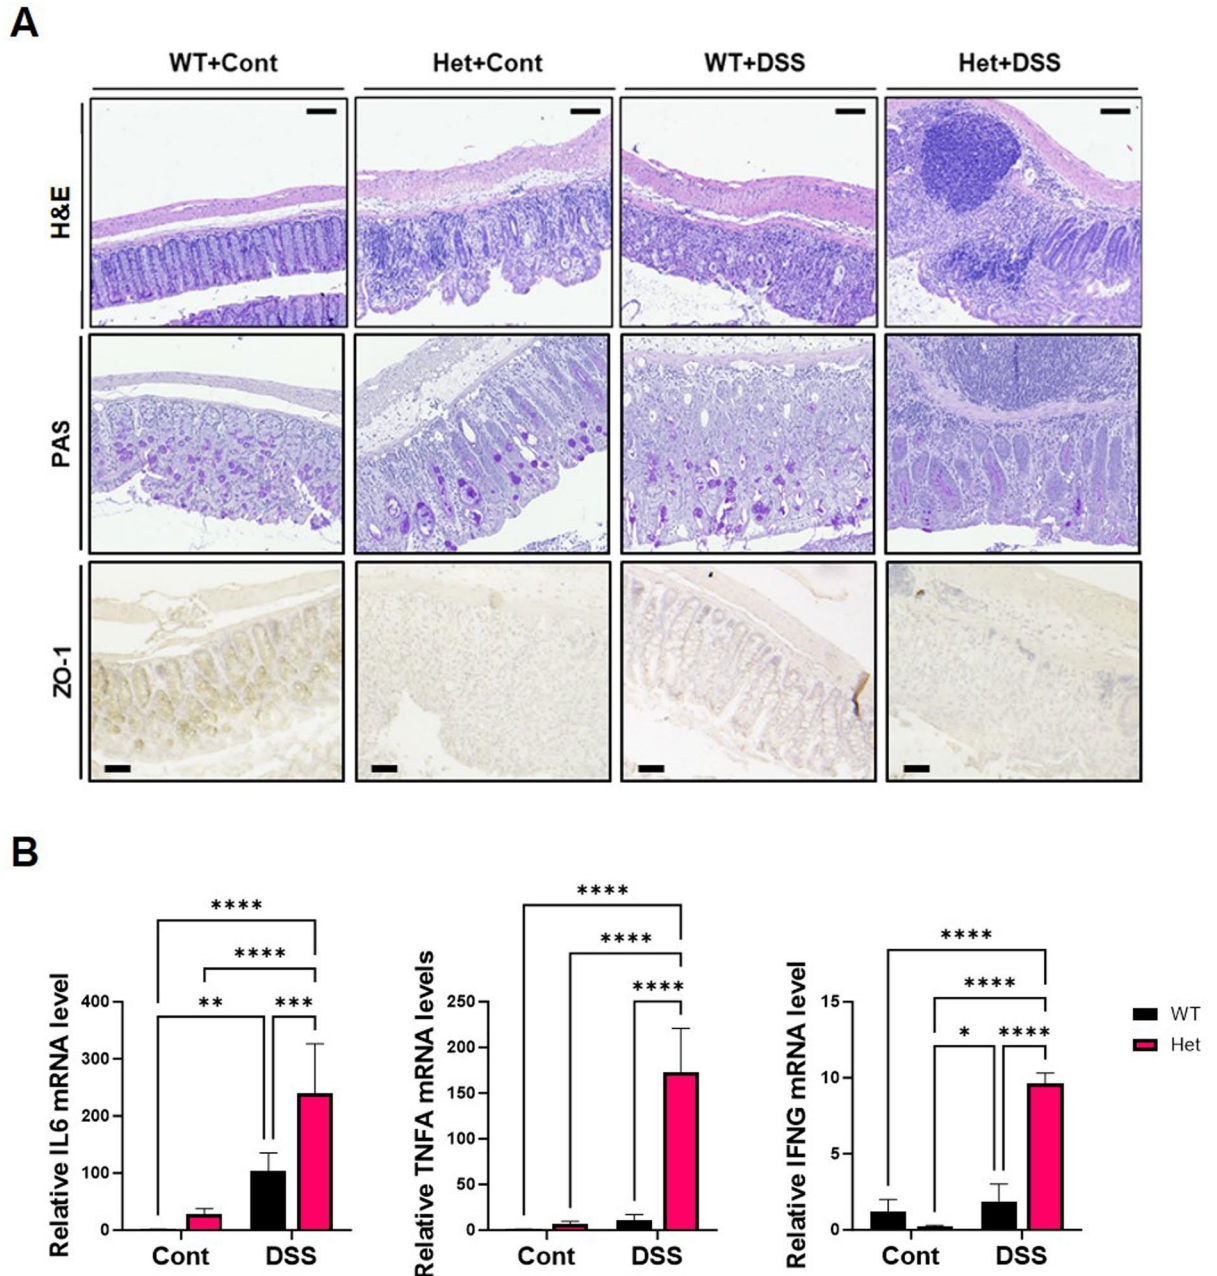 A
WT+Cont Het+Cont WT+DSS Het+DSS
H&E
PAS
ZO-1
B
Relative IL6 mRNA level
400
300
200
100
0
**** 
****
** ***
Cont DSS
Relative TNFA mRNA levels
250
200
150
100
50
0
****
****
****
Cont DSS
Relative IFNG mRNA level
15
10
5
0
****
****
* ****
Cont DSS
WT
Het